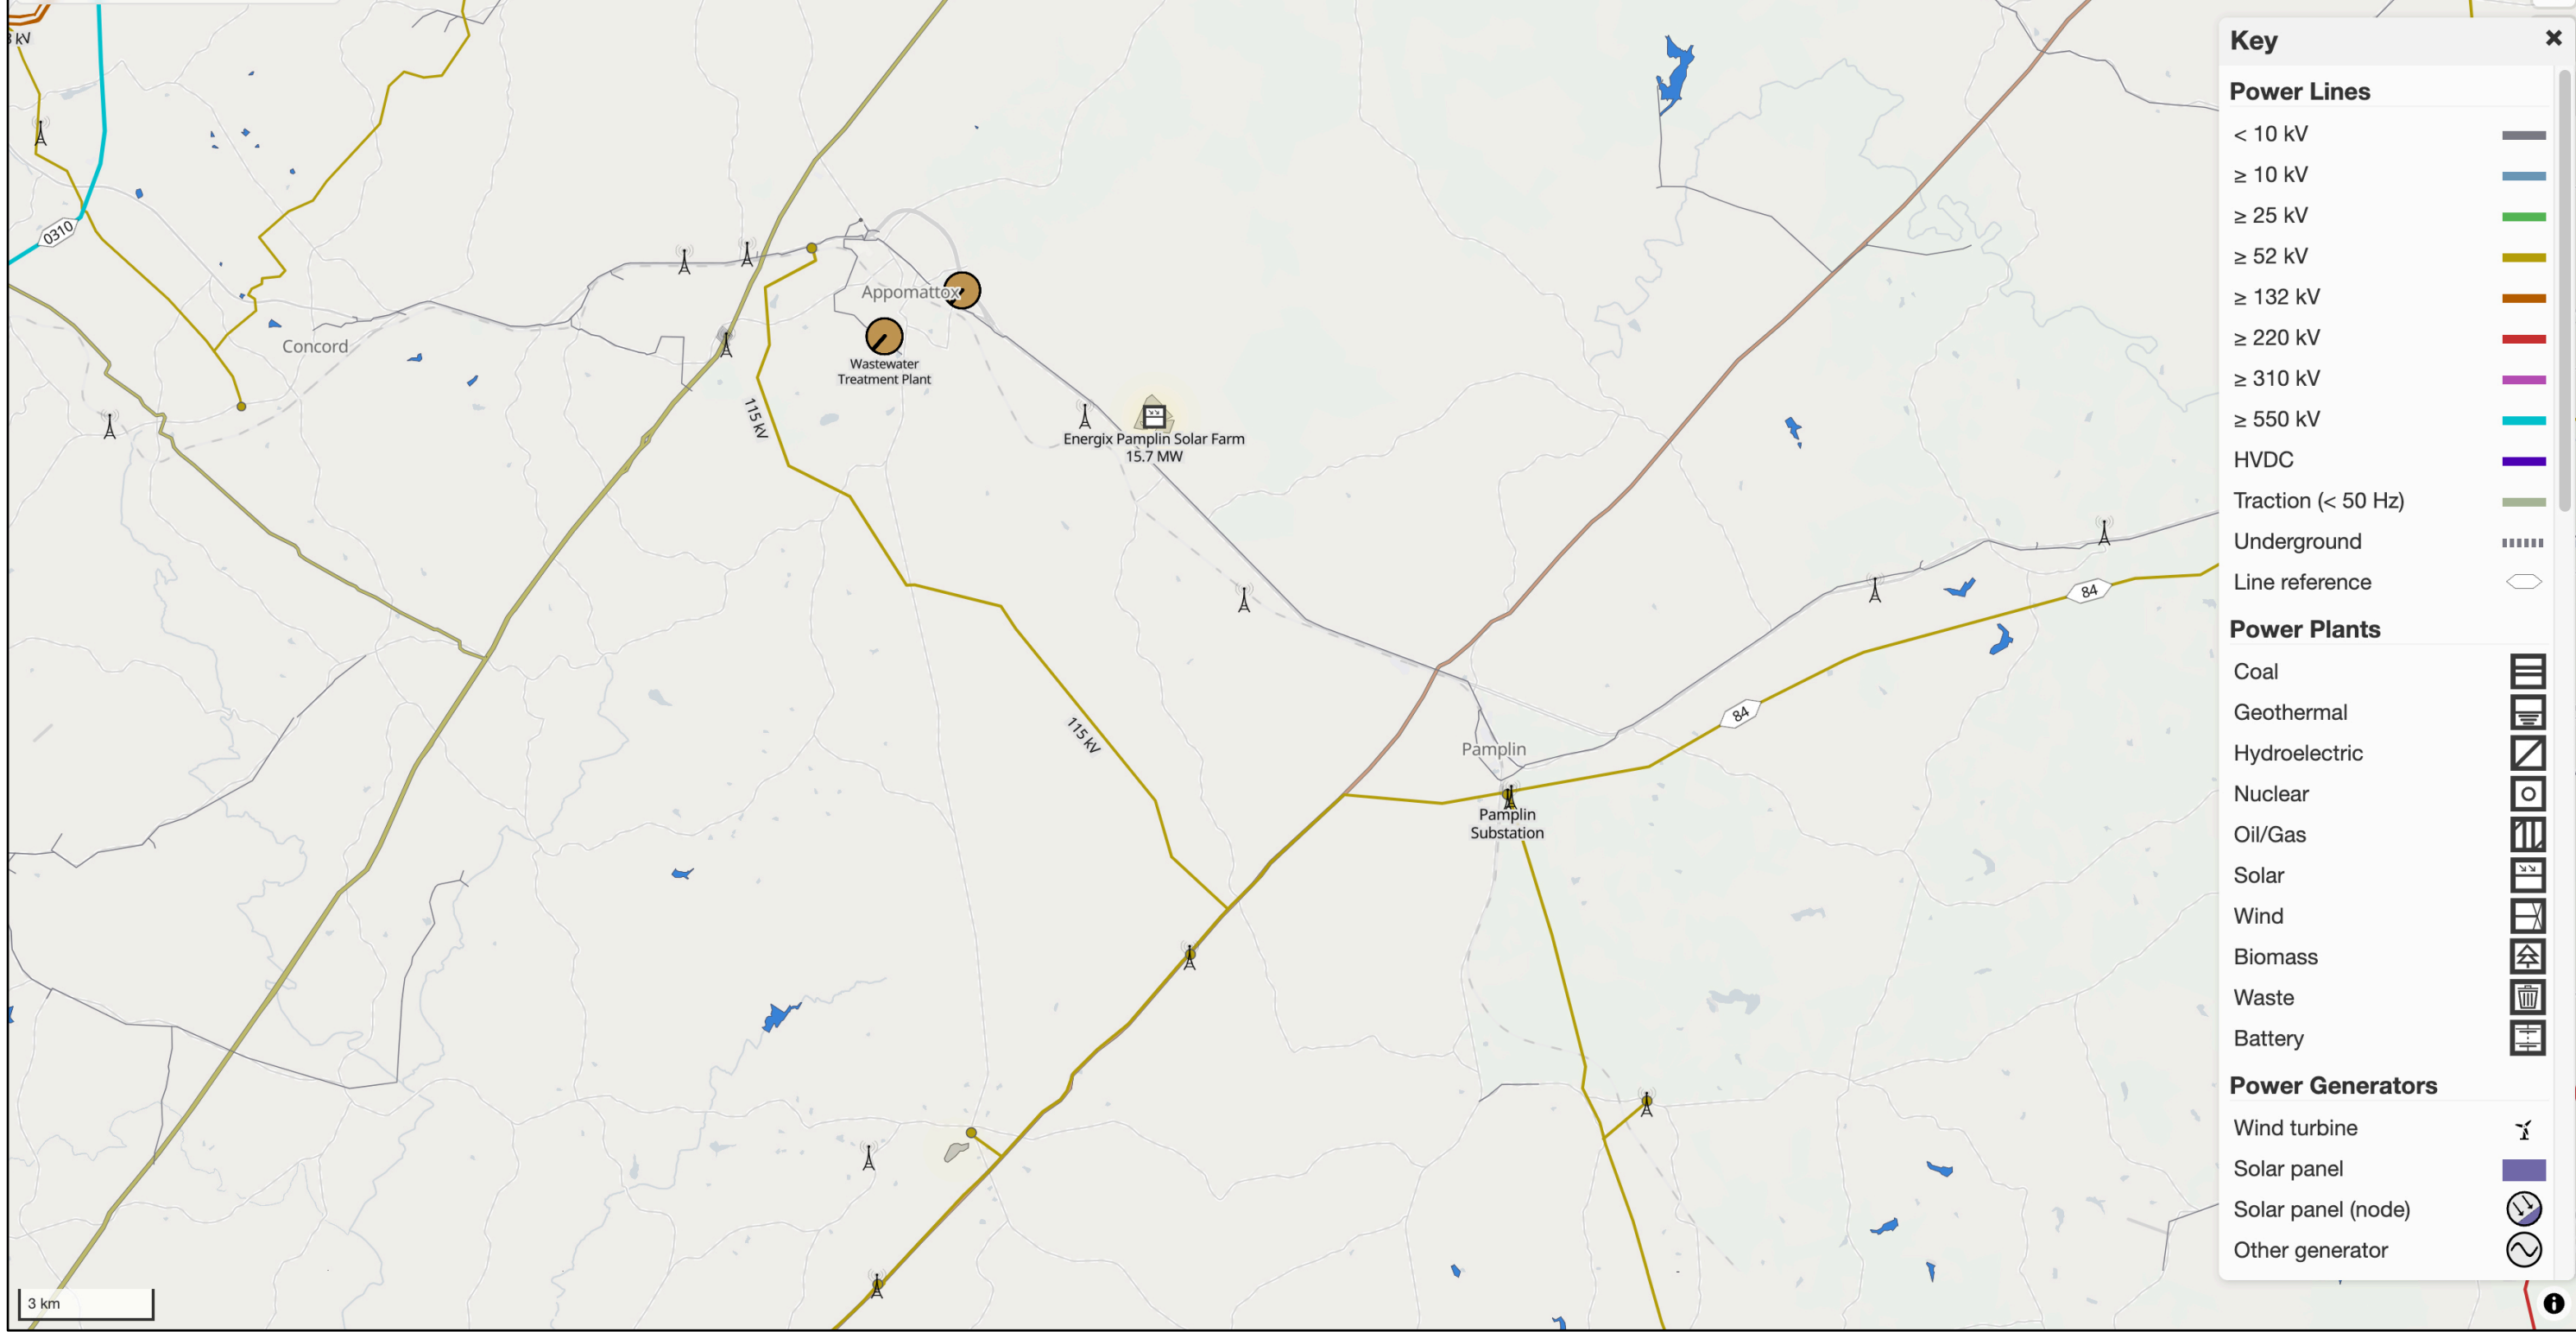 kV
0310
Concord
Appomattox
Wastewater
Treatment Plant
115 kV
Energix Pamplin Solar Farm
15.7 MW
84
84
115 kV
Pamplin
Pamplin
Substation
3 km
Key
Power Lines
< 10 kV
≥ 10 kV
≥ 25 kV
≥ 52 kV
≥ 132 kV
≥ 220 kV
≥ 310 kV
≥ 550 kV
HVDC
Traction (< 50 Hz)
Underground
Line reference
Power Plants
Coal
Geothermal
Hydroelectric
Nuclear
Oil/Gas
Solar
Wind
Biomass
Waste
Battery
Power Generators
Wind turbine
Solar panel
Solar panel (node)
Other generator